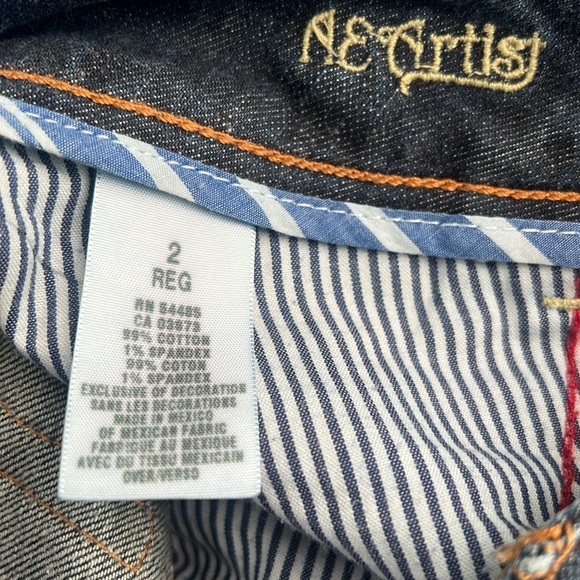 AE Artist
2
REG
RN 54485
CA 03673
99% COTTON
1% SPANDEX
99% COTON
1% SPANDEX
EXCLUSIVE OF DECORATION
SANS LES DECORATIONS
MADE IN MEXICO
OF MEXICAN FABRIC
FABRIQUE AU MEXIQUE
AVEC DU TISSU MEXICAIN
OVER/VERSO